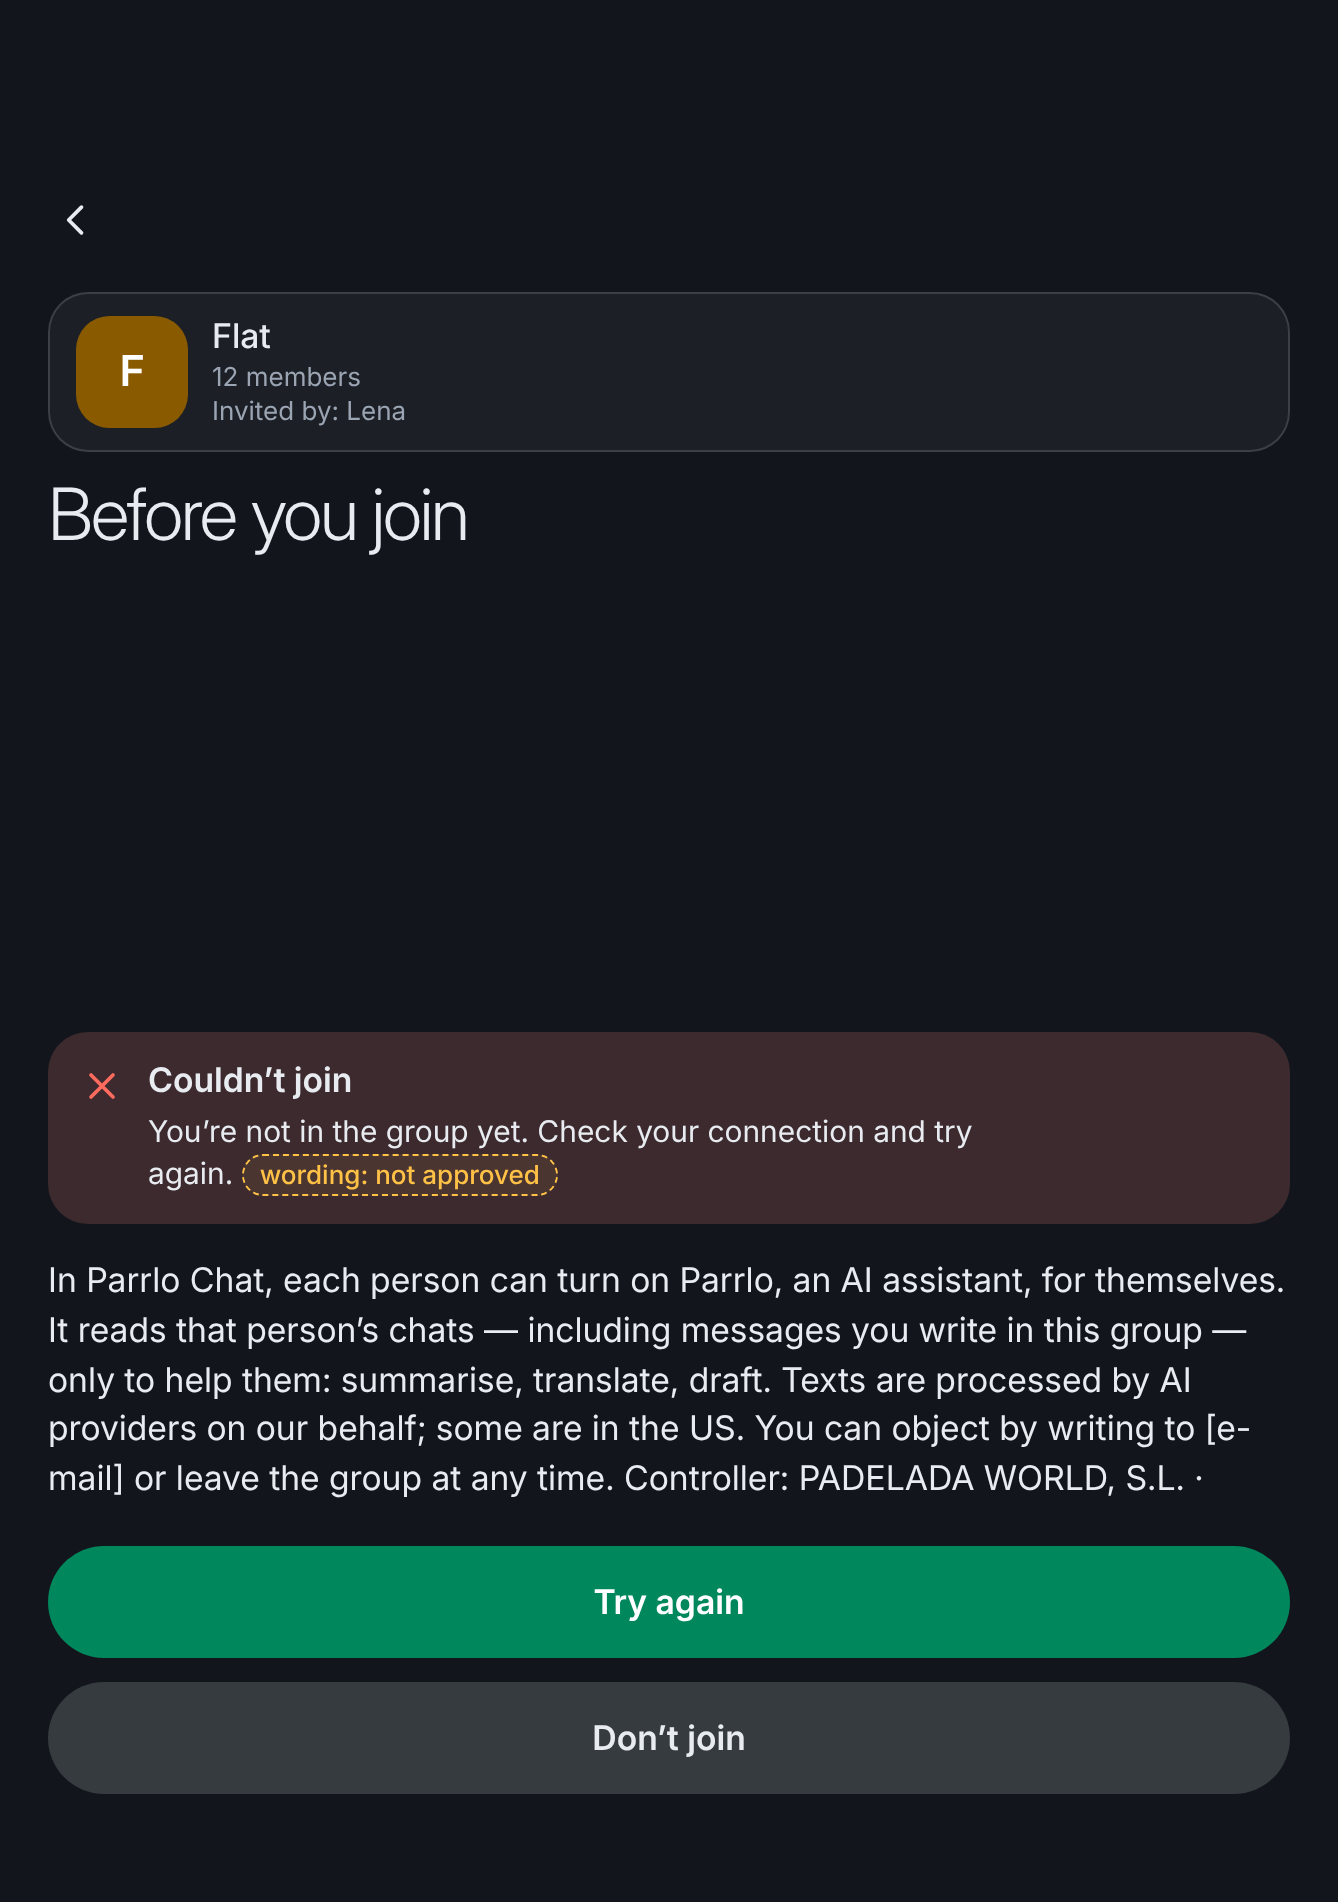 F
Flat
12 members
Invited by: Lena
Before you join
Couldn’t join
You’re not in the group yet. Check your connection and try
again. wording: not approved
In Parrlo Chat, each person can turn on Parrlo, an AI assistant, for themselves.
It reads that person’s chats — including messages you write in this group —
only to help them: summarise, translate, draft. Texts are processed by AI
providers on our behalf; some are in the US. You can object by writing to [e-
mail] or leave the group at any time. Controller: PADELADA WORLD, S.L. ·
Try again
Don’t join